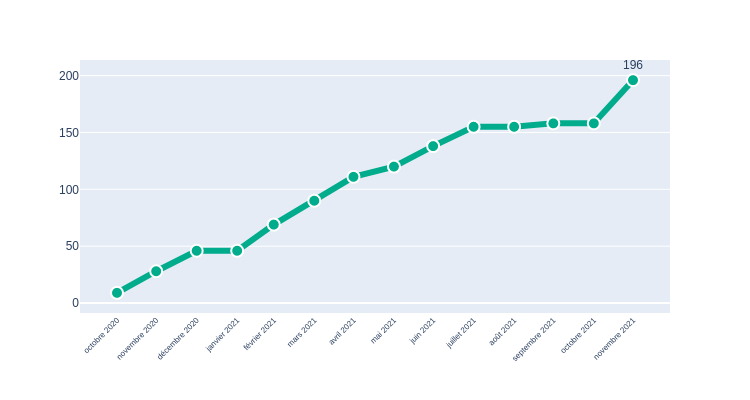 196
200
150
100
50
0
octobre 2020
novembre 2020
décembre 2020
janvier 2021
février 2021
mars 2021
avril 2021
mai 2021
juin 2021
juillet 2021
août 2021
septembre 2021
octobre 2021
novembre 2021